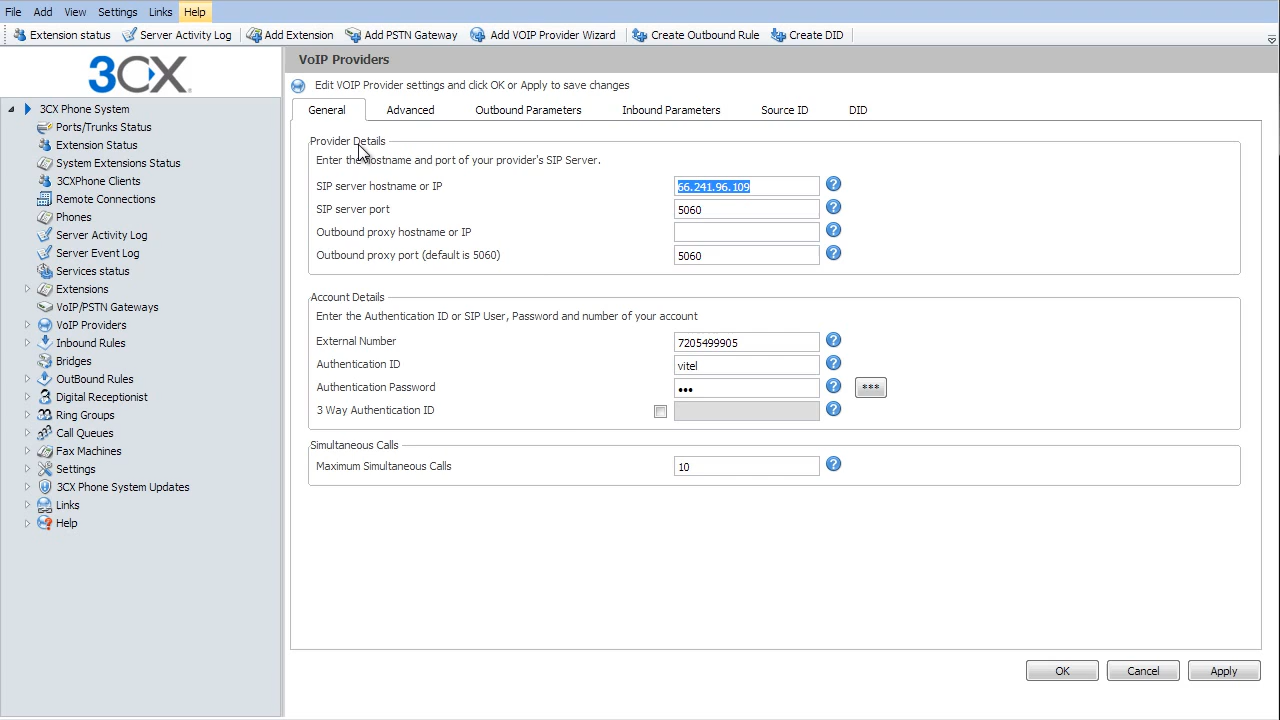 File Add View Settings Links Help
Extension status Server Activity Log Add Extension Add PSTN Gateway Add VOIP Provider Wizard Create Outbound Rule Create DID
3CX
3CX Phone System
Ports/Trunks Status
Extension Status
System Extensions Status
3CXPhone Clients
Remote Connections
Phones
Server Activity Log
Server Event Log
Services status
Extensions
VoIP/PSTN Gateways
VoIP Providers
Inbound Rules
Bridges
OutBound Rules
Digital Receptionist
Ring Groups
Call Queues
Fax Machines
Settings
3CX Phone System Updates
Links
Help
VoIP Providers
Edit VOIP Provider settings and click OK or Apply to save changes
General Advanced Outbound Parameters Inbound Parameters Source ID DID
Provider Details
Enter the hostname and port of your provider's SIP Server.
SIP server hostname or IP 66.241.96.109
SIP server port 5060
Outbound proxy hostname or IP
Outbound proxy port (default is 5060) 5060
Account Details
Enter the Authentication ID or SIP User, Password and number of your account
External Number 7205499905
Authentication ID vitel
Authentication Password ••• ***
3 Way Authentication ID
Simultaneous Calls
Maximum Simultaneous Calls 10
OK Cancel Apply